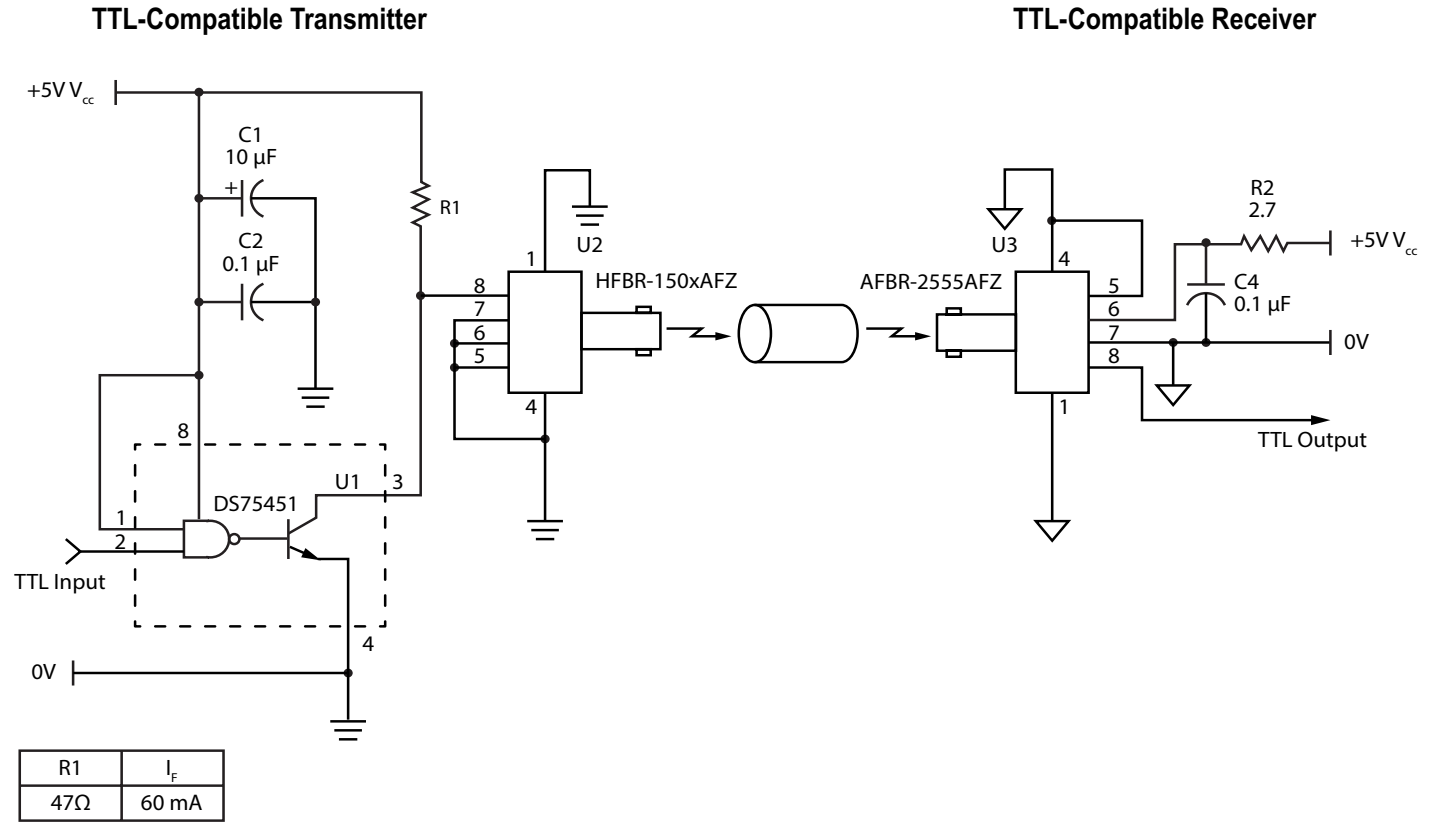 TTL-Compatible Transmitter
TTL-Compatible Receiver
+5V Vcc
C1
10 µF
+
C2
0.1 µF
R1
U2
1
HFBR-150xAFZ
8
7
6
5
4
U3
4
AFBR-2555AFZ
5
6
7
8
1
R2
2.7
+5V Vcc
C4
0.1 µF
0V
TTL Output
8
U1
3
DS75451
1
2
TTL Input
4
0V
R1 IF
47Ω 60 mA